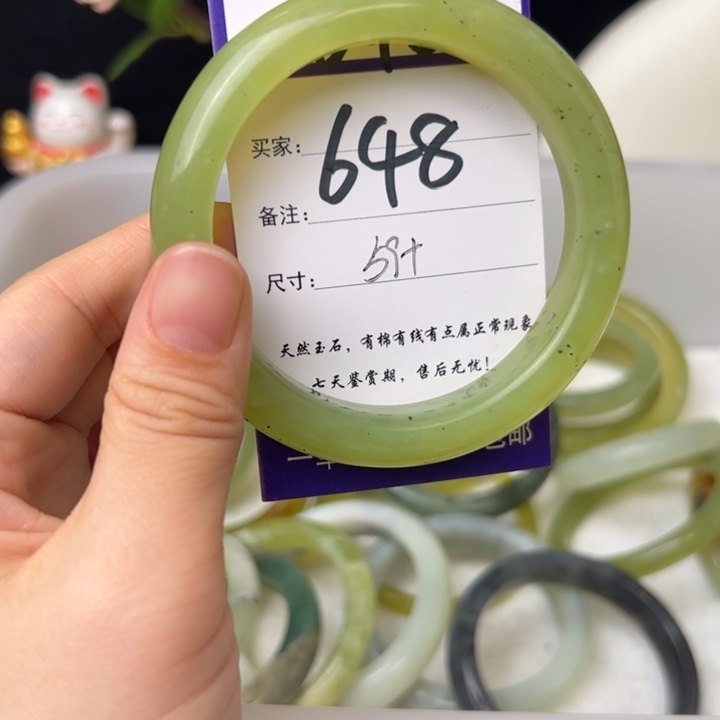 买家: 648
备注:
尺寸: 59+
天然玉石，有棉有线有点属正常现象
七天鉴赏期，售后无忧！